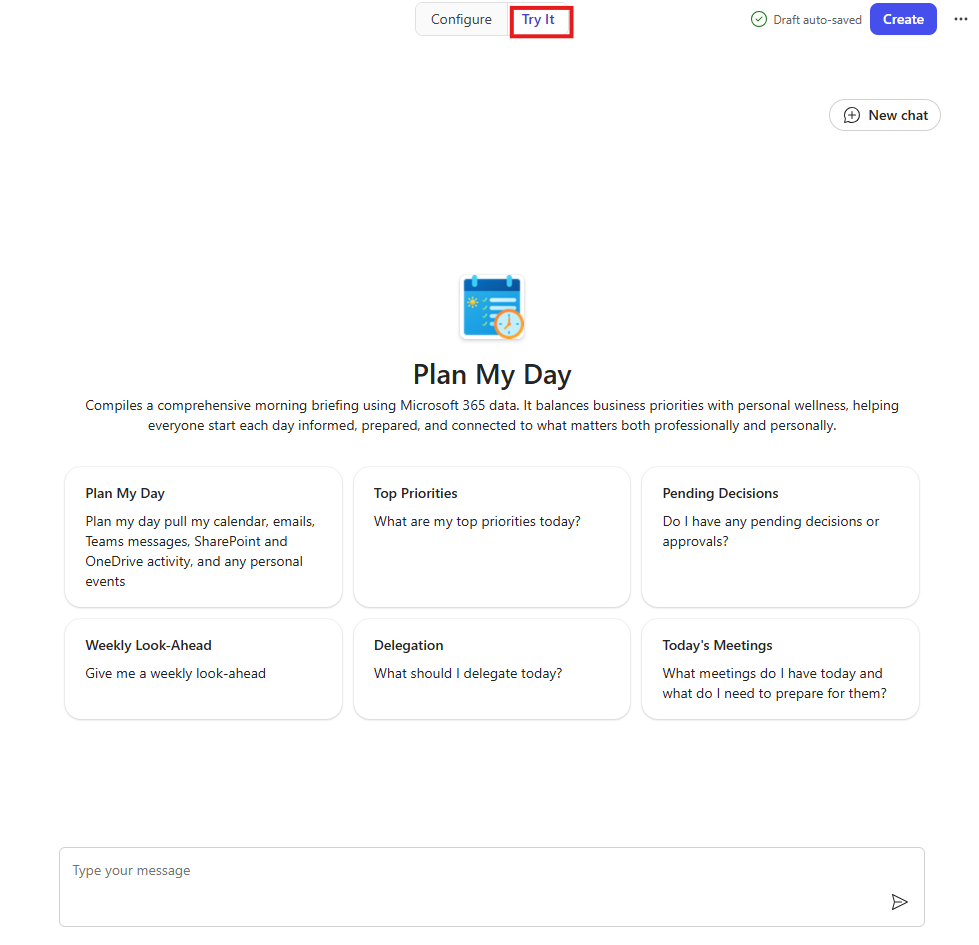 Configure
Try It
Draft auto-saved
Create
New chat
Plan My Day
Compiles a comprehensive morning briefing using Microsoft 365 data. It balances business priorities with personal wellness, helping
everyone start each day informed, prepared, and connected to what matters both professionally and personally.
Plan My Day
Plan my day pull my calendar, emails,
Teams messages, SharePoint and
OneDrive activity, and any personal
events
Top Priorities
What are my top priorities today?
Pending Decisions
Do I have any pending decisions or
approvals?
Weekly Look-Ahead
Give me a weekly look-ahead
Delegation
What should I delegate today?
Today's Meetings
What meetings do I have today and
what do I need to prepare for them?
Type your message